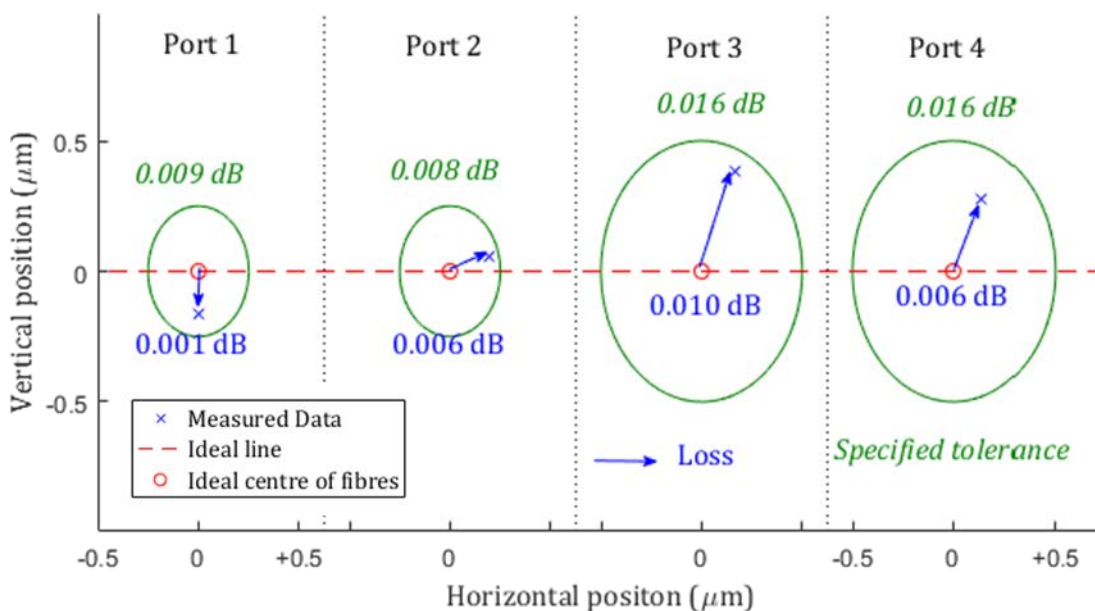 Port 1
Port 2
Port 3
Port 4
0.016 dB
0.016 dB
0.009 dB
0.008 dB
0.5
0
-0.5
Vertical position (μm)
0.001 dB
0.006 dB
0.010 dB
0.006 dB
Measured Data
Ideal line
Ideal centre of fibres
Loss
Specified tolerance
-0.5
0
+0.5
0
0
-0.5
0
+0.5
Horizontal positon (μm)